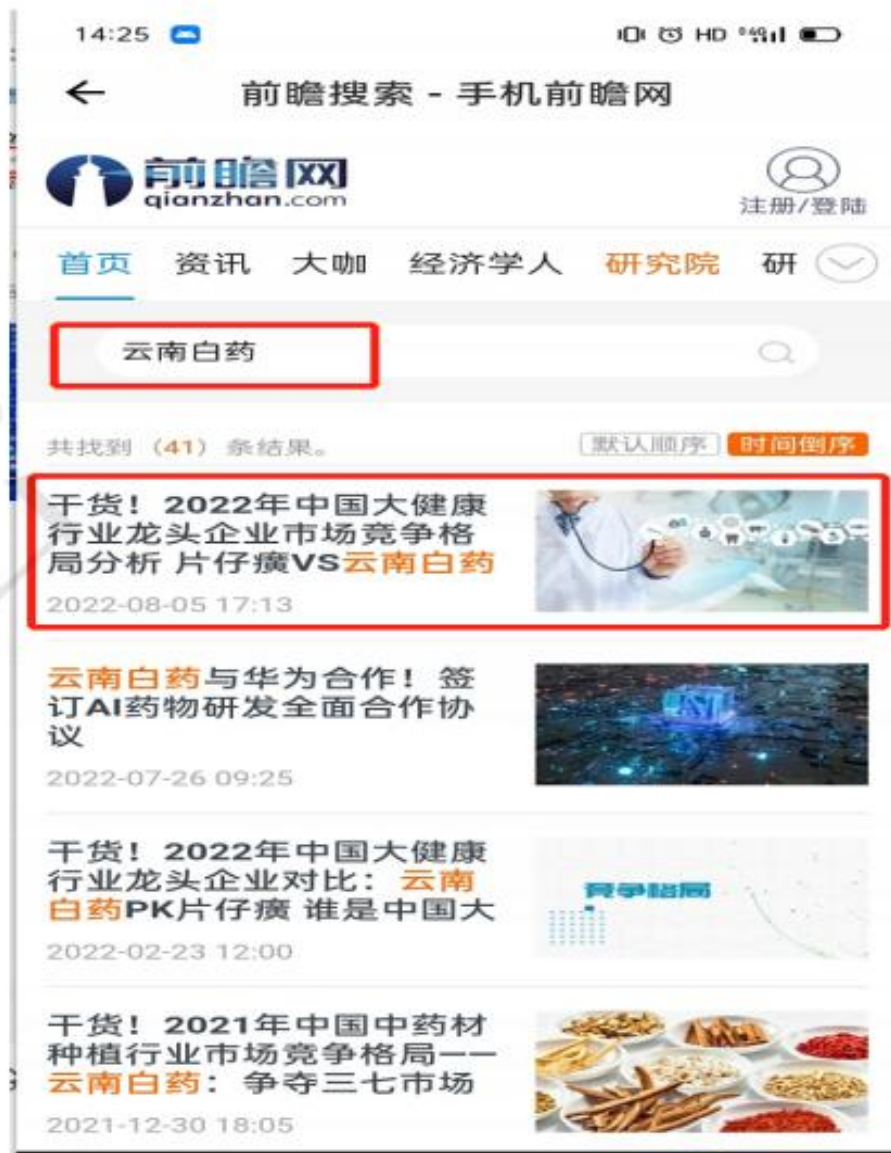 14:25 HD 4G
← 前瞻搜索 - 手机前瞻网
前瞻网
qianzhan.com
注册/登陆
首页 资讯 大咖 经济学人 研究院 研
云南白药
共找到（41）条结果。 默认顺序 时间倒序
干货！2022年中国大健康
行业龙头企业市场竞争格
局分析 片仔癀VS云南白药
2022-08-05 17:13
云南白药与华为合作！签
订AI药物研发全面合作协
议
2022-07-26 09:25
干货！2022年中国大健康
行业龙头企业对比：云南
白药PK片仔癀 谁是中国大
竞争格局
2022-02-23 12:00
干货！2021年中国中药材
种植行业市场竞争格局——
云南白药：争夺三七市场
2021-12-30 18:05